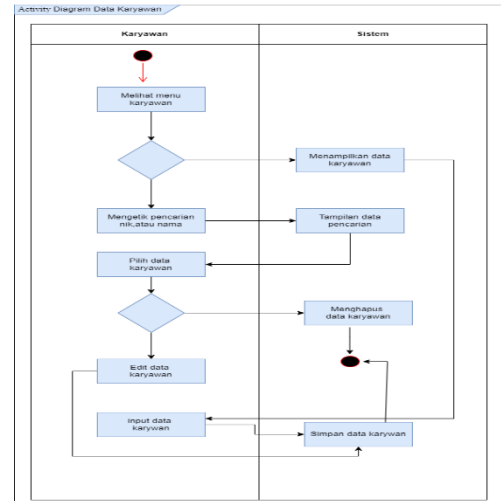 Activity Diagram Data Karyawan
Karyawan
Sistem
Melihat menu
karyawan
Menampilkan data
karyawan
Mengetik pencarian
nik,atau nama
Tampilan data
pencarian
Pilih data
karyawan
Menghapus
data karyawan
Edit data
karyawan
Input data
karywan
Simpan data karywan